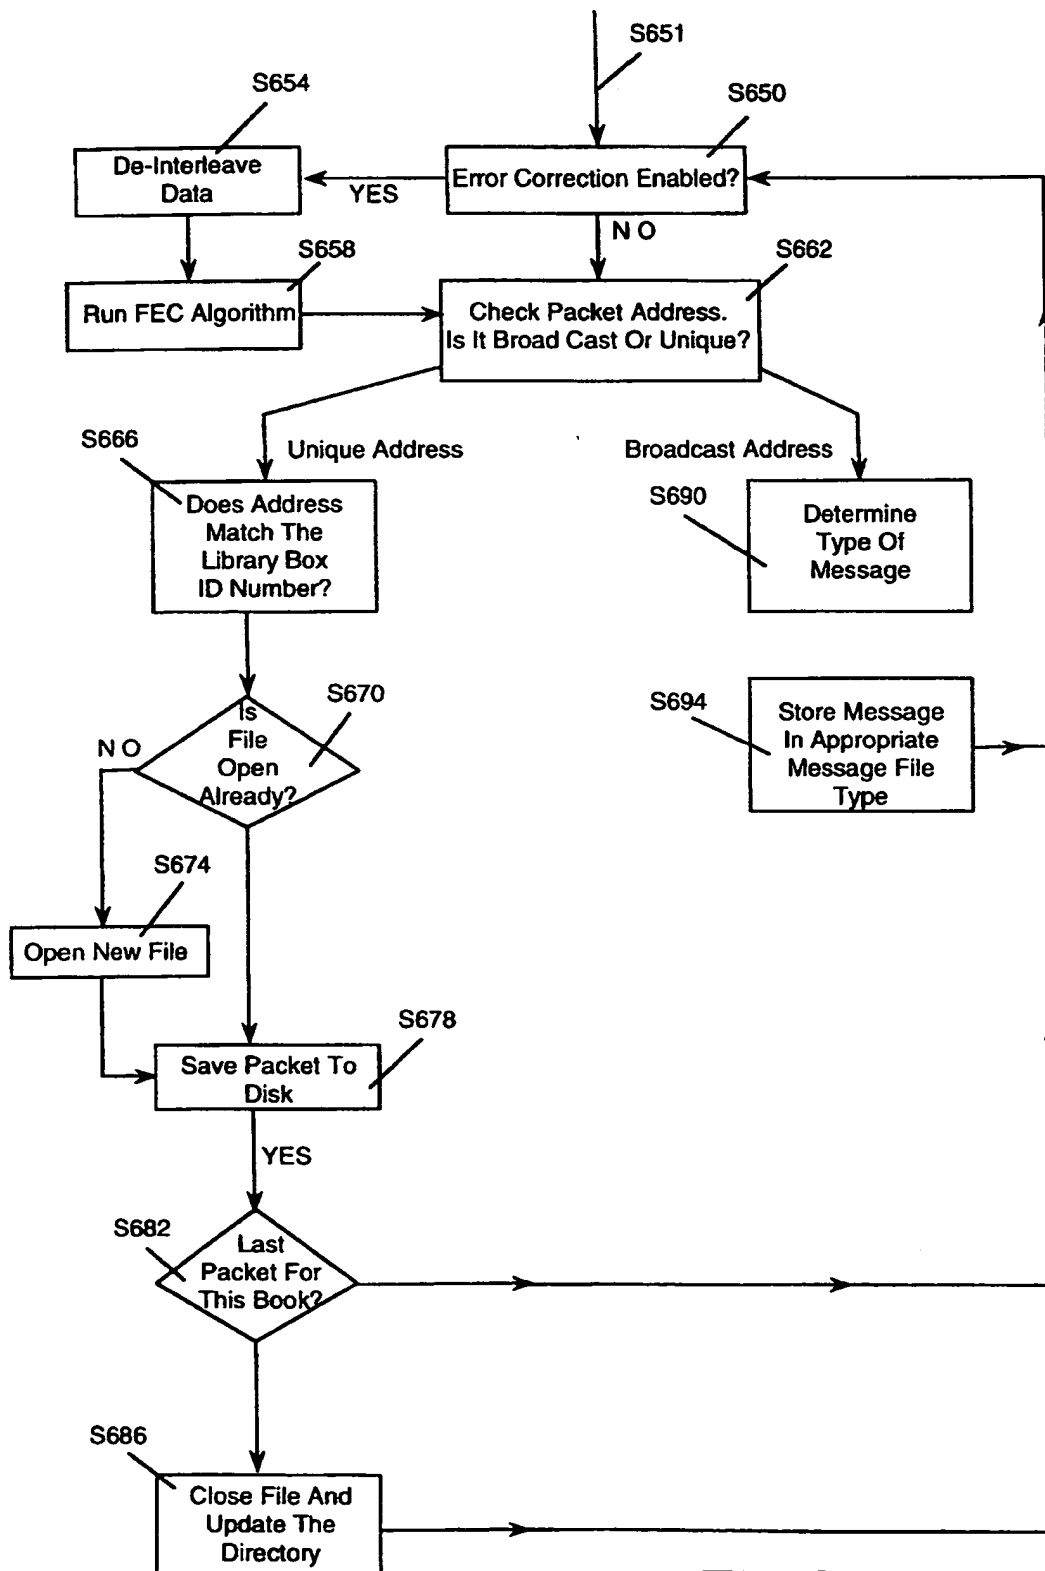 S651
S654
S650
De-Interleave
Data
YES
Error Correction Enabled?
N O
S658
S662
Run FEC Algorithm
Check Packet Address.
Is It Broad Cast Or Unique?
S666
Unique Address
Broadcast Address
Does Address
Match The
Library Box
ID Number?
S690
Determine
Type Of
Message
S670
Is
File
Open
Already?
N O
S694
Store Message
In Appropriate
Message File
Type
S674
Open New File
S678
Save Packet To
Disk
YES
S682
Last
Packet For
This Book?
S686
Close File And
Update The
Directory